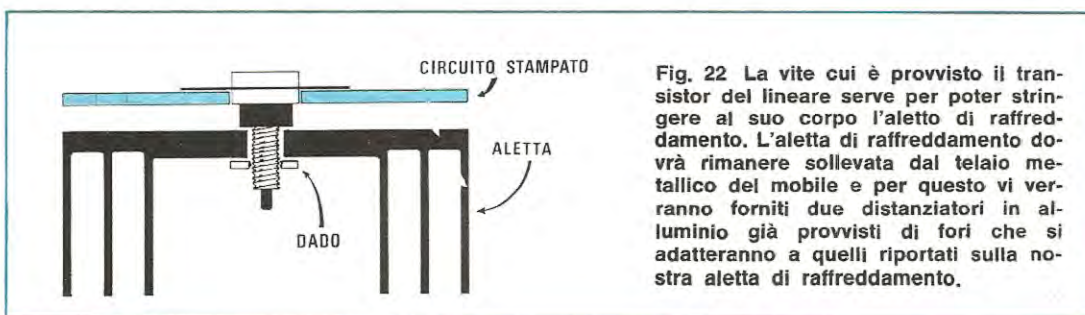 CIRCUITO STAMPATO
ALETTA
DADO
Fig. 22 La vite cui è provvisto il tran-
sistor del lineare serve per poter strin-
gere al suo corpo l'aletto di raffred-
damento. L'aletta di raffreddamento do-
vrà rimanere sollevata dal telaio me-
tallico del mobile e per questo vi ver-
ranno forniti due distanziatori in al-
luminio già provvisti di fori che si
adatteranno a quelli riportati sulla no-
stra aletta di raffreddamento.